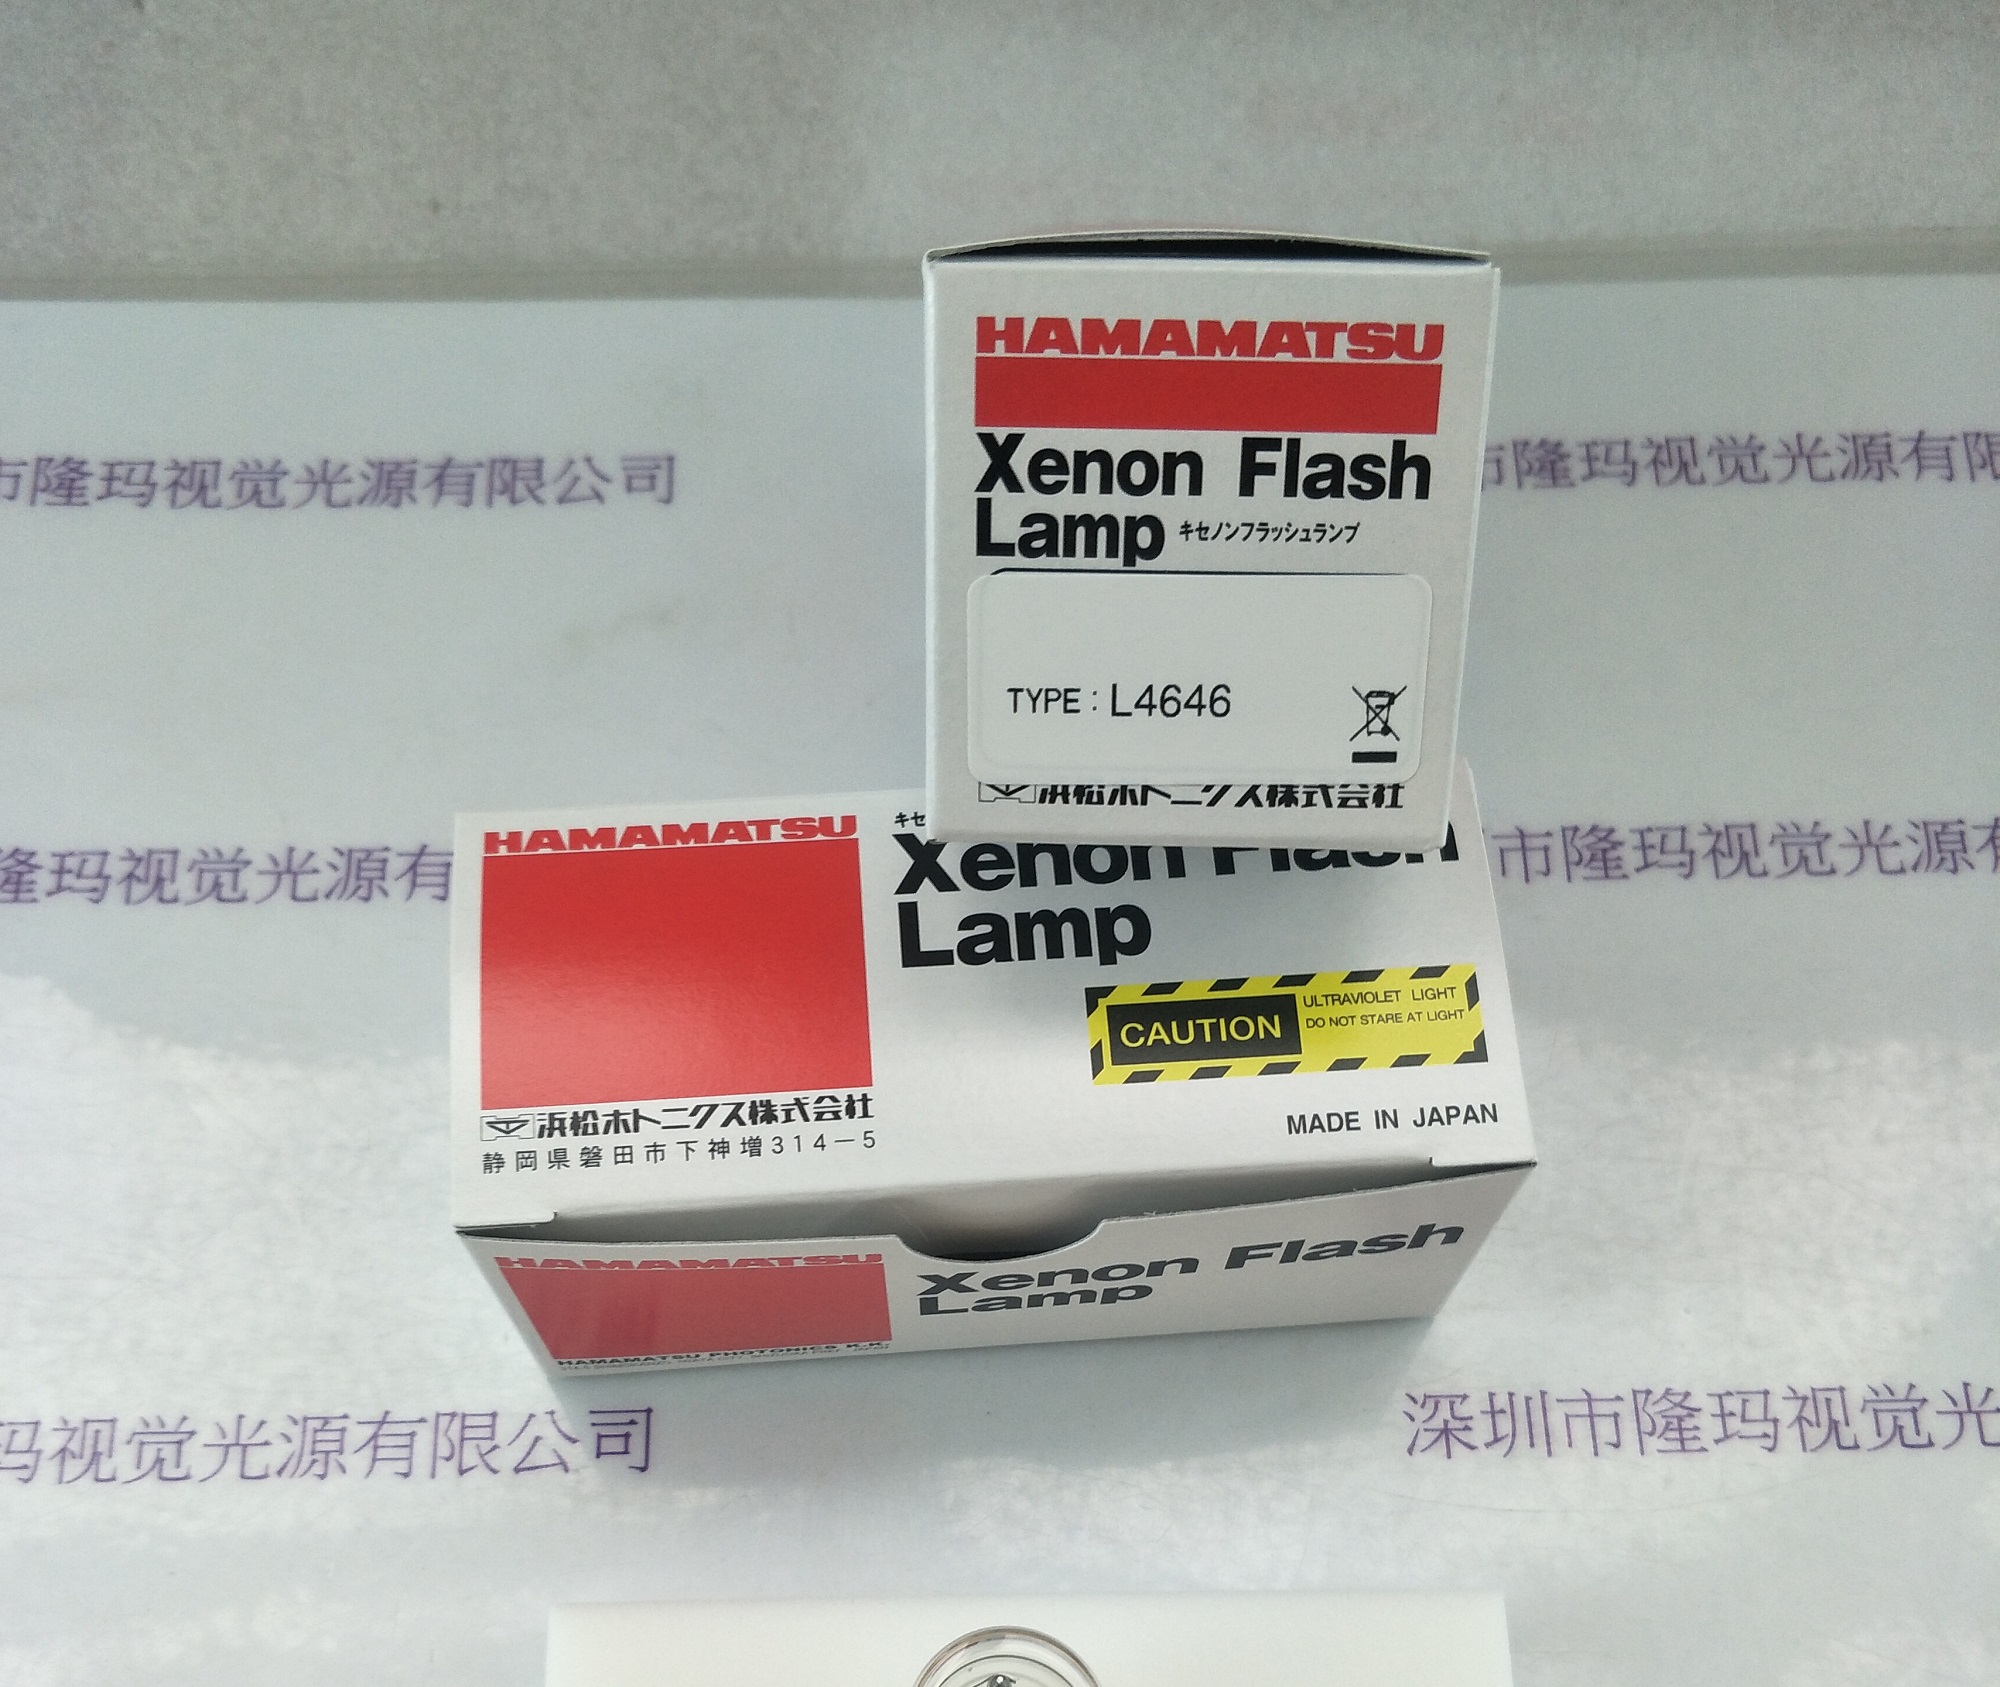 HAMAMATSU
Xenon Flash
Lamp キセノンフラッシュランプ
TYPE : L4646
浜松ホトニクス株式会社
市隆玛视觉光源有限公司
市隆玛视觉光源有限
隆玛视觉光源有
市隆玛视觉光源有
HAMAMATSU
キセ
Xenon Flash
Lamp
CAUTION
ULTRAVIOLET LIGHT
DO NOT STARE AT LIGHT
浜松ホトニクス株式会社
静岡県磐田市下神増314-5
MADE IN JAPAN
HAMAMATSU
Xenon Flash
Lamp
HAMAMATSU PHOTONICS K.K.
玛视觉光源有限公司
深圳市隆玛视觉光